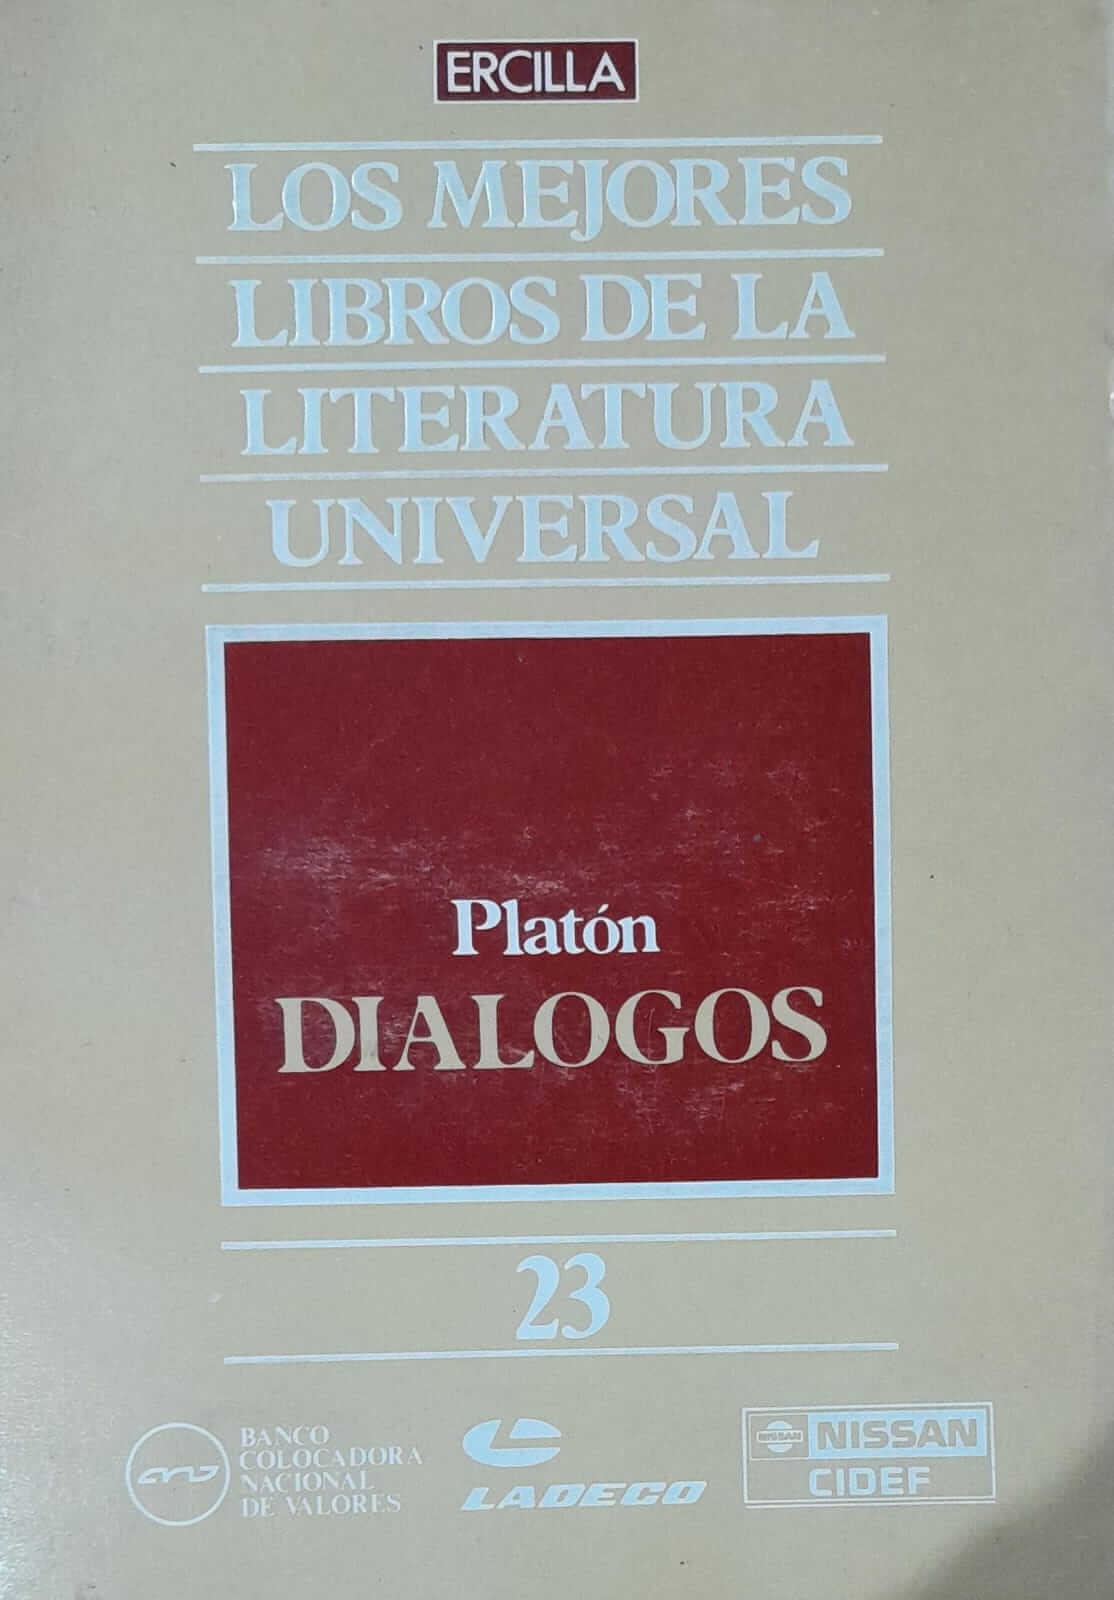 ERCILLA
LOS MEJORES
LIBROS DE LA
LITERATURA
UNIVERSAL
Platón
DIALOGOS
23
BANCO
COLOCADORA
NACIONAL
DE VALORES
LADECO
NISSAN NISSAN
CIDEF